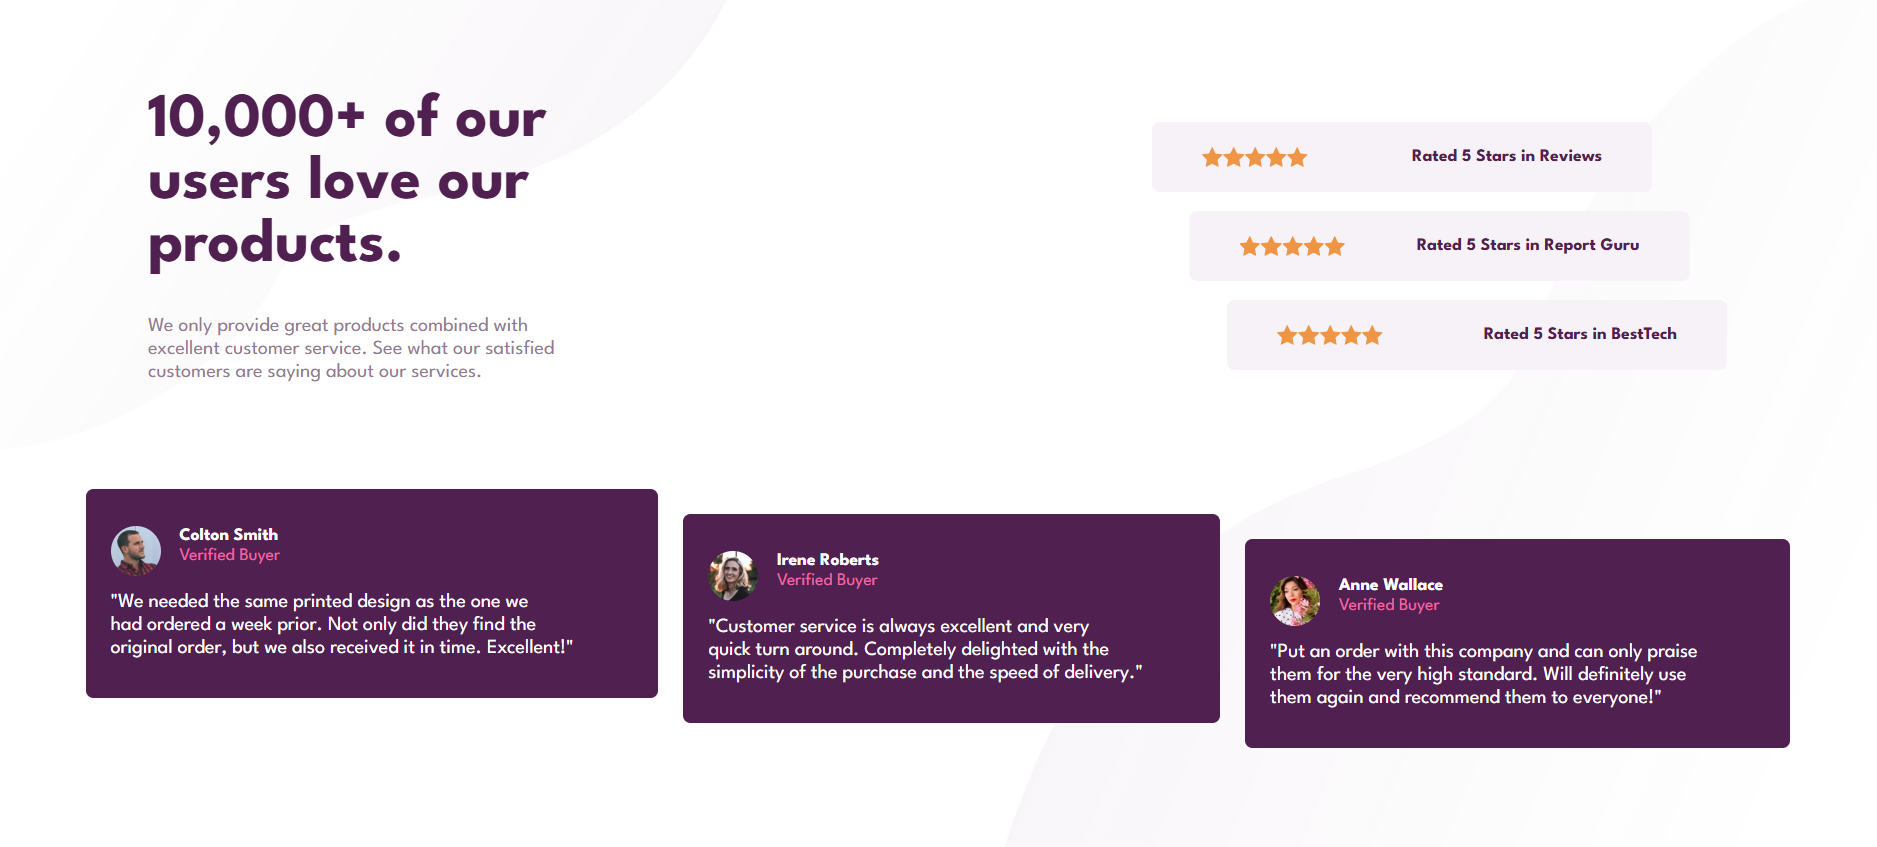 10,000+ of our
users love our
products.
We only provide great products combined with
excellent customer service. See what our satisfied
customers are saying about our services.
Rated 5 Stars in Reviews
Rated 5 Stars in Report Guru
Rated 5 Stars in BestTech
Colton Smith
Verified Buyer
"We needed the same printed design as the one we
had ordered a week prior. Not only did they find the
original order, but we also received it in time. Excellent!"
Irene Roberts
Verified Buyer
"Customer service is always excellent and very
quick turn around. Completely delighted with the
simplicity of the purchase and the speed of delivery."
Anne Wallace
Verified Buyer
"Put an order with this company and can only praise
them for the very high standard. Will definitely use
them again and recommend them to everyone!"